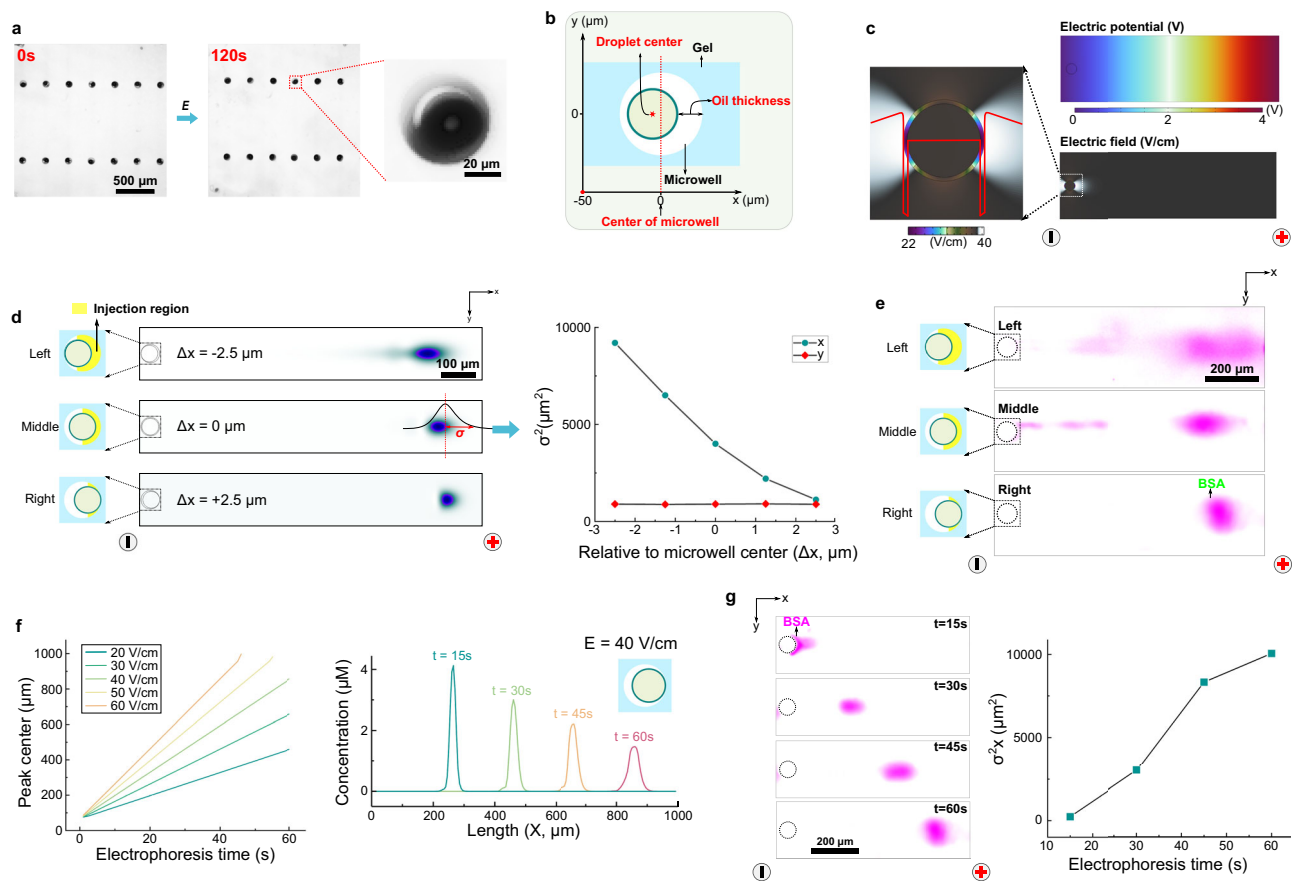 a
0s
E
120s
500 µm
20 µm
b
y (µm)
Droplet center
Gel
Oil thickness
0
Microwell
-50
0
x (µm)
Center of microwell
c
Electric potential (V)
(V)
0
2
4
Electric field (V/cm)
22
(V/cm)
40
d
Injection region
x
y
Left
Δx = -2.5 µm
100 µm
Middle
Δx = 0 µm
σ
Right
Δx = +2.5 µm
10000
x
y
σ²(µm²)
5000
0
-3
-2
-1
0
1
2
3
Relative to microwell center (Δx, µm)
e
x
y
Left
Left
200 µm
Middle
Middle
Right
Right
BSA
f
1000
20 V/cm
30 V/cm
40 V/cm
50 V/cm
60 V/cm
800
600
400
200
0
Peak center (µm)
0
20
40
60
Electrophoresis time (s)
E = 40 V/cm
t = 15s
t = 30s
t = 45s
t = 60s
4
2
0
Concentration (µM)
0
200
400
600
800
1000
Length (X, µm)
g
x
y
BSA
t=15s
t=30s
t=45s
t=60s
200 µm
10000
7500
5000
2500
0
σ²x (µm²)
10
20
30
40
50
60
Electrophoresis time (s)